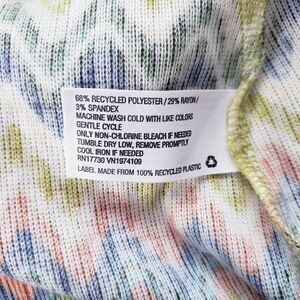 68% RECYCLED POLYESTER / 29% RAYON /
3% SPANDEX
MACHINE WASH COLD WITH LIKE COLORS
GENTLE CYCLE
ONLY NON-CHLORINE BLEACH IF NEEDED
TUMBLE DRY LOW, REMOVE PROMPTLY
COOL IRON IF NEEDED
RN17730 VN1974109
LABEL MADE FROM 100% RECYCLED PLASTIC